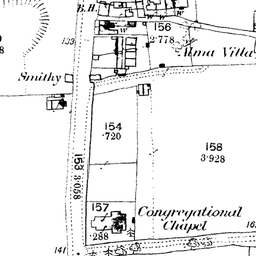 B.H.
133
156
2·778
Alma Villa
Smithy
154
·720
158
3·928
153
3·058
157
·288
Congregational
Chapel
141